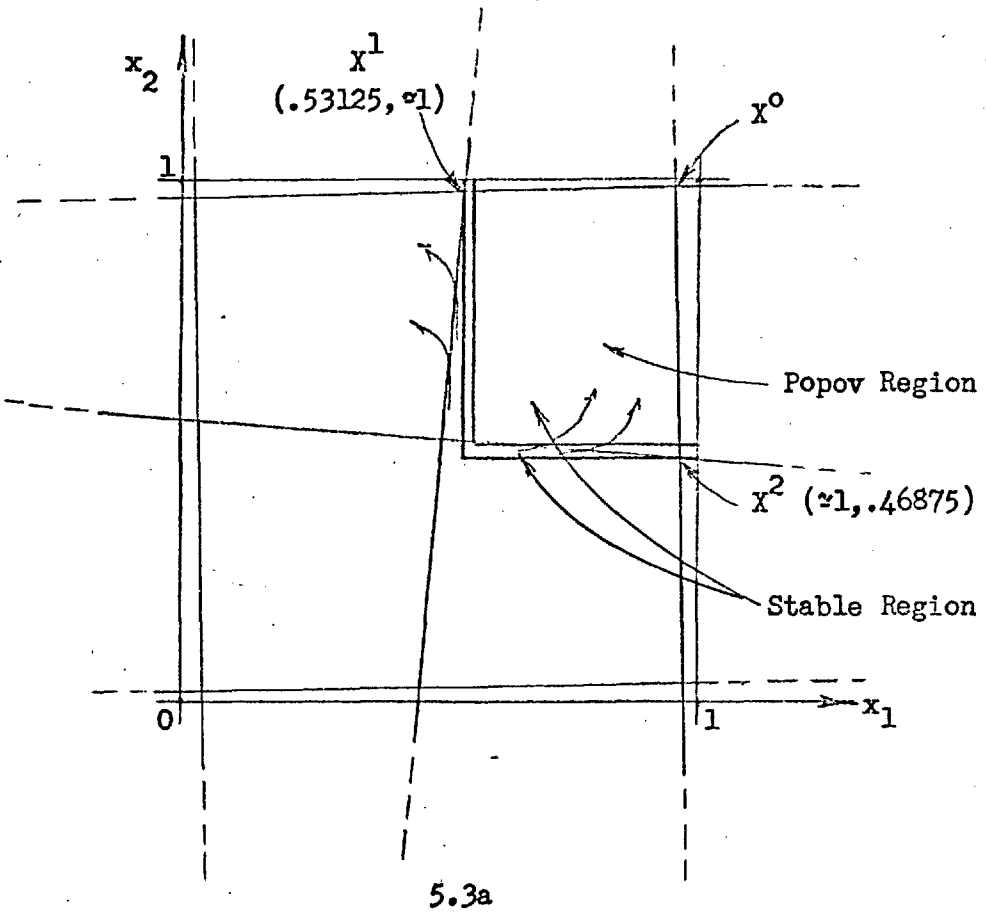 x₂
X¹
(.53125,≃1)
X⁰
1
Popov Region
X² (≃1,.46875)
Stable Region
0
1
x₁
5.3a